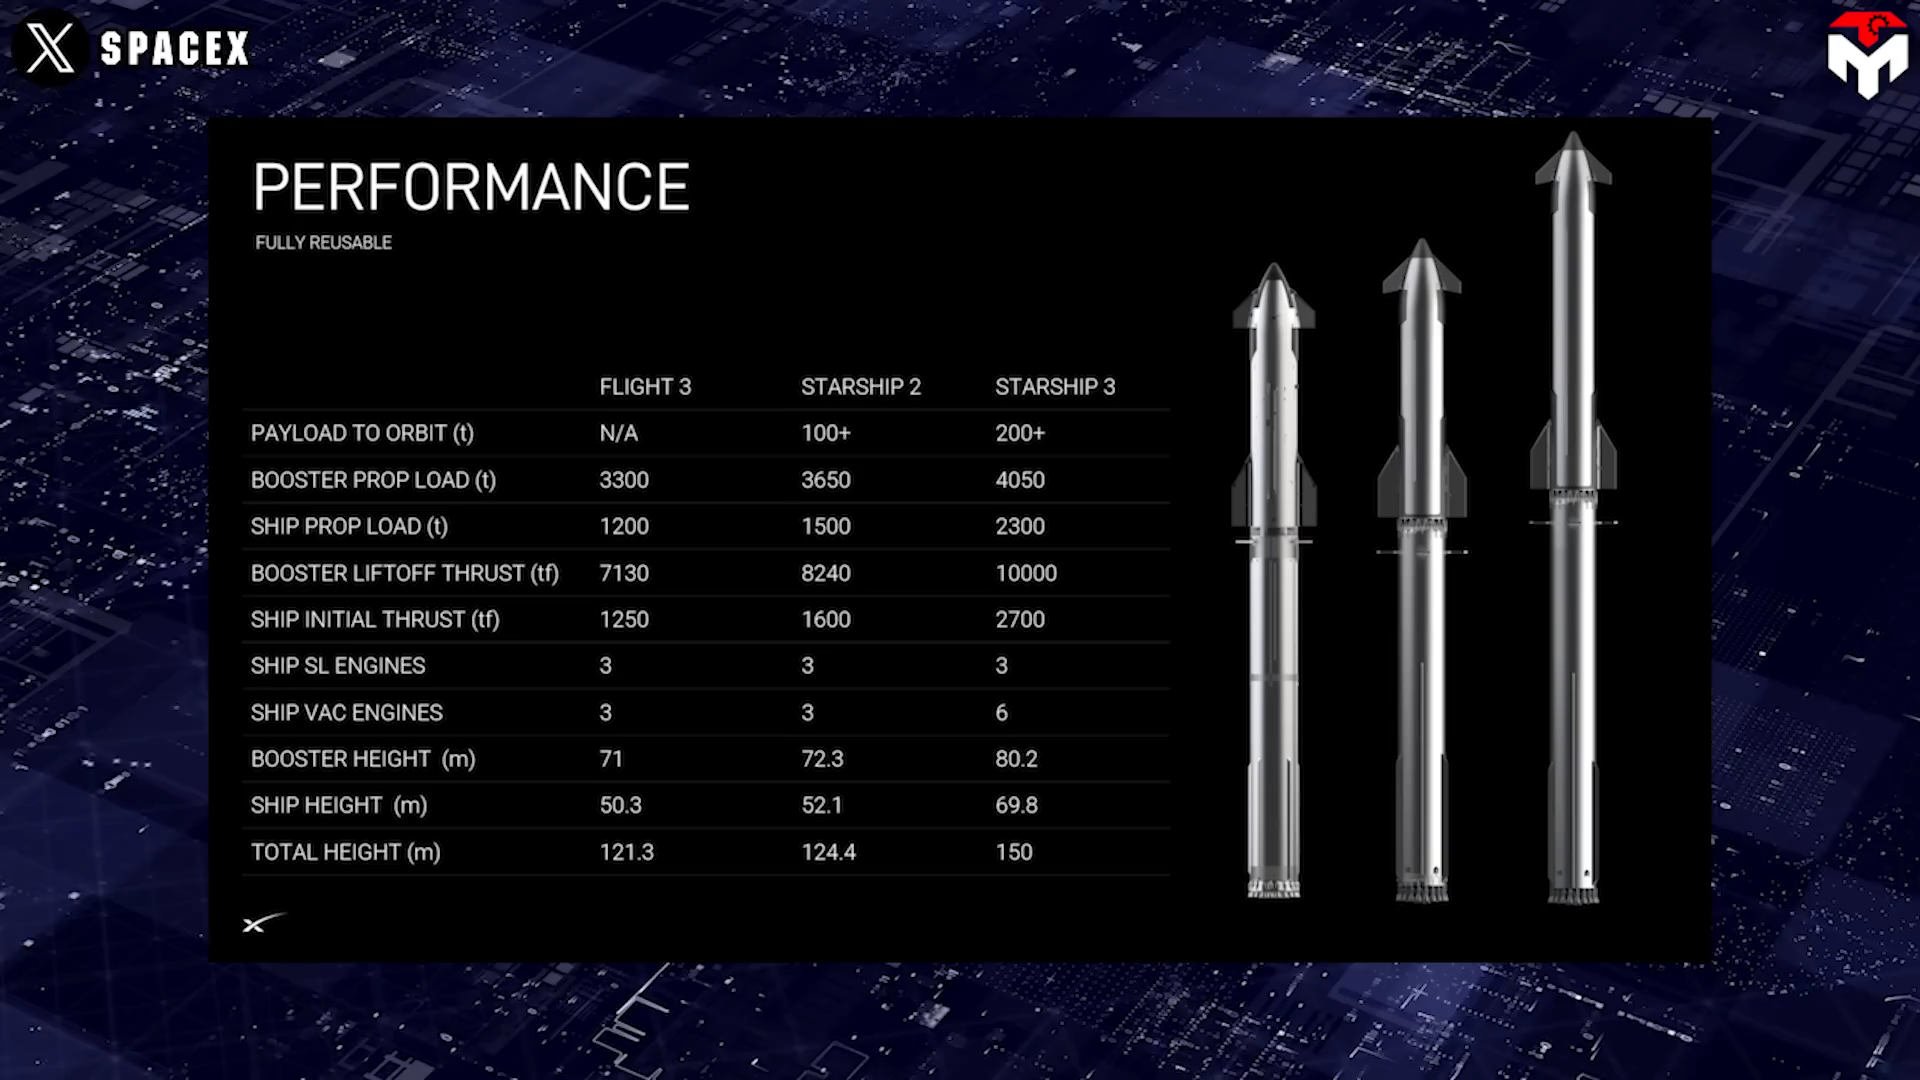 SPACEX
PERFORMANCE
FULLY REUSABLE
FLIGHT 3 STARSHIP 2 STARSHIP 3
PAYLOAD TO ORBIT (t) N/A 100+ 200+
BOOSTER PROP LOAD (t) 3300 3650 4050
SHIP PROP LOAD (t) 1200 1500 2300
BOOSTER LIFTOFF THRUST (tf) 7130 8240 10000
SHIP INITIAL THRUST (tf) 1250 1600 2700
SHIP SL ENGINES 3 3 3
SHIP VAC ENGINES 3 3 6
BOOSTER HEIGHT (m) 71 72.3 80.2
SHIP HEIGHT (m) 50.3 52.1 69.8
TOTAL HEIGHT (m) 121.3 124.4 150